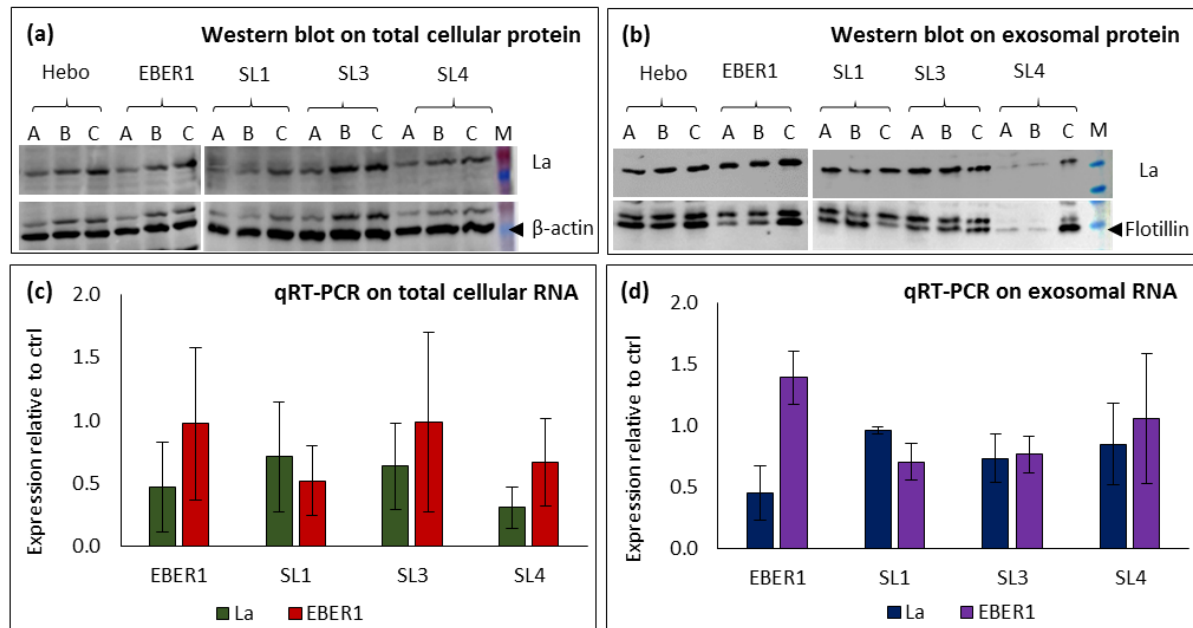 (a) Western blot on total cellular protein
Hebo EBER1 SL1 SL3 SL4
A B C A B C A B C A B C A B C M
La
β-actin
(b) Western blot on exosomal protein
Hebo EBER1 SL1 SL3 SL4
A B C A B C A B C A B C A B C M
La
Flotillin
(c) qRT-PCR on total cellular RNA
Expression relative to ctrl
2.0
1.5
1.0
0.5
0.0
EBER1 SL1 SL3 SL4
La EBER1
(d) qRT-PCR on exosomal RNA
Expression relative to ctrl
2.0
1.5
1.0
0.5
0.0
EBER1 SL1 SL3 SL4
La EBER1